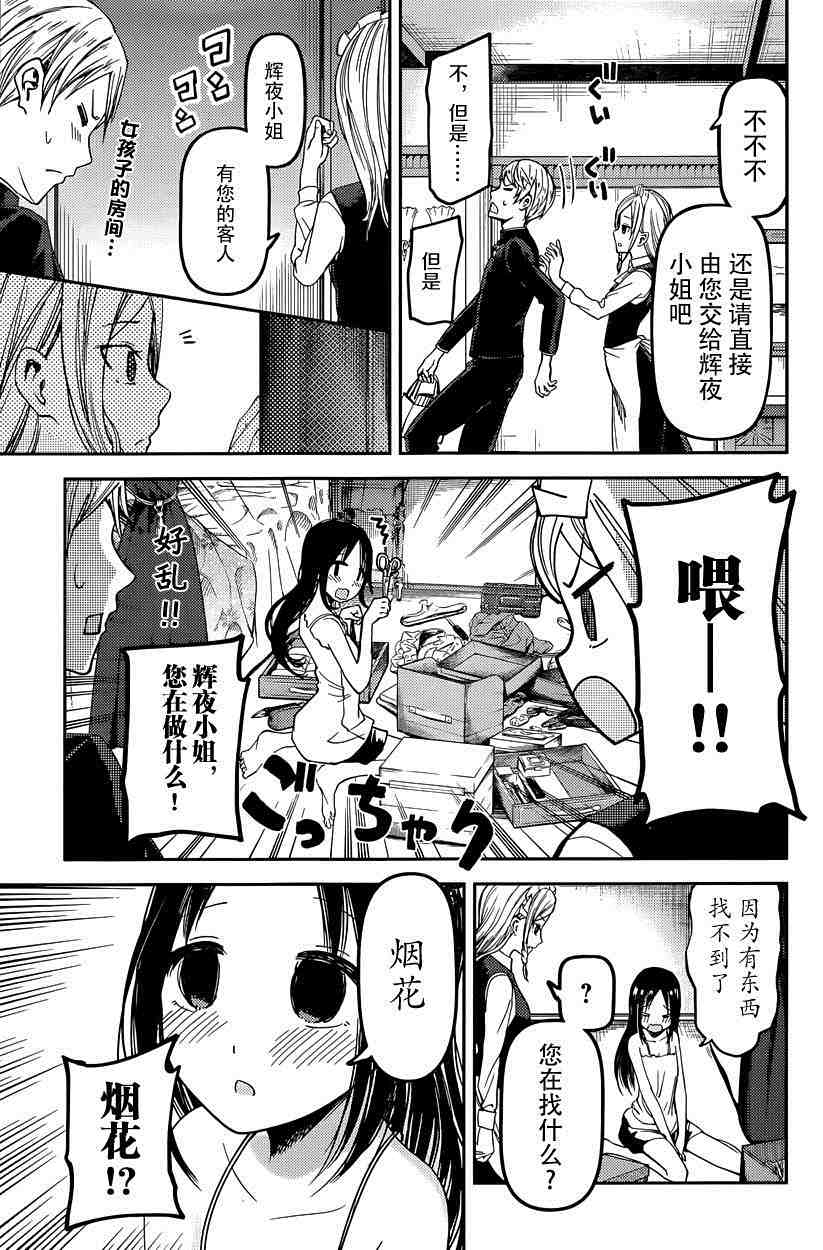 不不不
还是请直接
由您交给辉夜
小姐吧
不，但是……
但是
ぐい
ぐい
コン
コン
辉夜小姐
有您的客人
女孩子的房间…
喂—!!
好乱!!
辉夜小姐，
您在做什么！
ごっちゃり
因为有东西
找不到了
?
您在找什么?
烟花
烟花!?